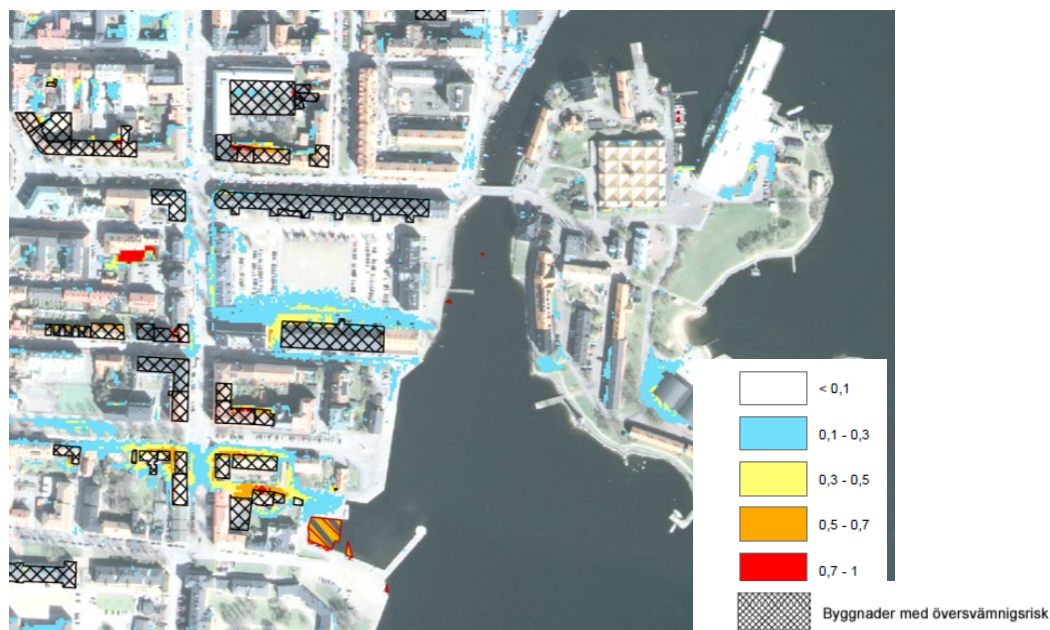 < 0,1
0,1 - 0,3
0,3 - 0,5
0,5 - 0,7
0,7 - 1
Byggnader med översvämnigsrisk